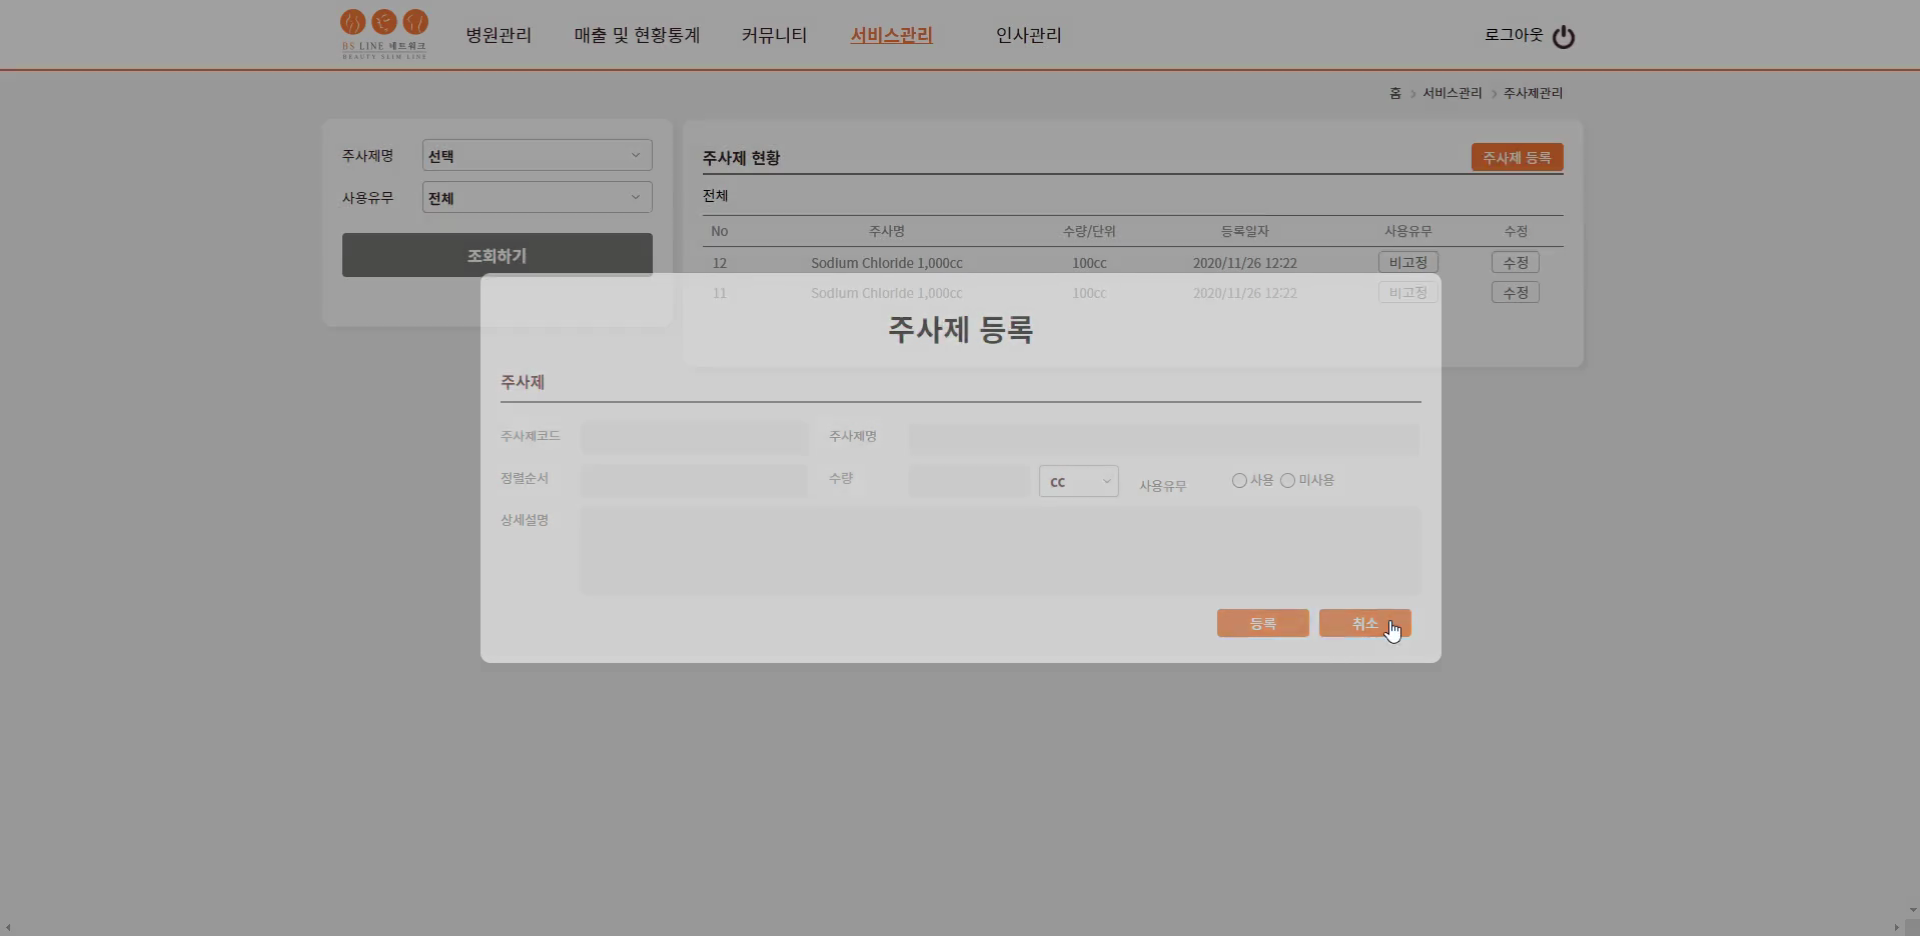 BS LINE 네트워크
BEAUTY SLIM LINE
병원관리 매출 및 현황통계 커뮤니티 서비스관리 인사관리 로그아웃
홈 > 서비스관리 > 주사제관리
주사제명 선택
사용유무 전체
조회하기
주사제 현황 주사제 등록
전체
No 주사명 수량/단위 등록일자 사용유무 수정
12 Sodium Chloride 1,000cc 100cc 2020/11/26 12:22 비고정 수정
11 Sodium Chloride 1,000cc 100cc 2020/11/26 12:22 비고정 수정
주사제 등록
주사제
주사제코드 주사제명
정렬순서 수량 cc 사용유무 사용 미사용
상세설명
등록 취소